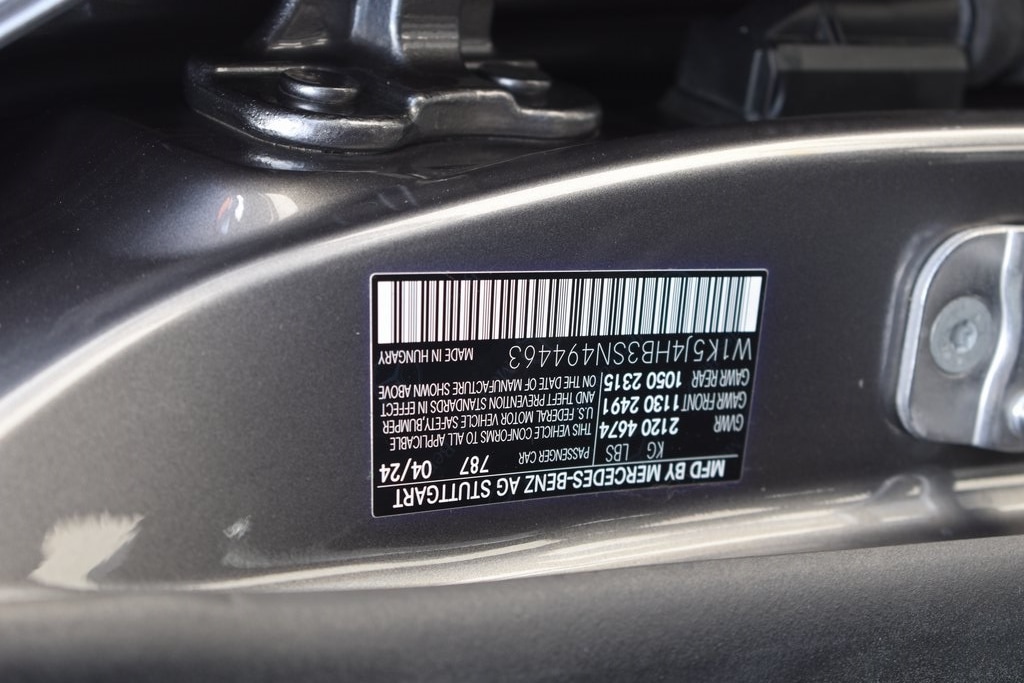 MFD BY MERCEDES-BENZ AG STUTTGART
KG LBS
PASSENGER CAR 787 04/24
GVWR 2120 4674
GAWR FRONT 1130 2491
GAWR REAR 1050 2315
THIS VEHICLE CONFORMS TO ALL APPLICABLE
U.S. FEDERAL MOTOR VEHICLE SAFETY,BUMPER
AND THEFT PREVENTION STANDARDS IN EFFECT
ON THE DATE OF MANUFACTURE SHOWN ABOVE
W1K5J4HB3SN494463 MADE IN HUNGARY